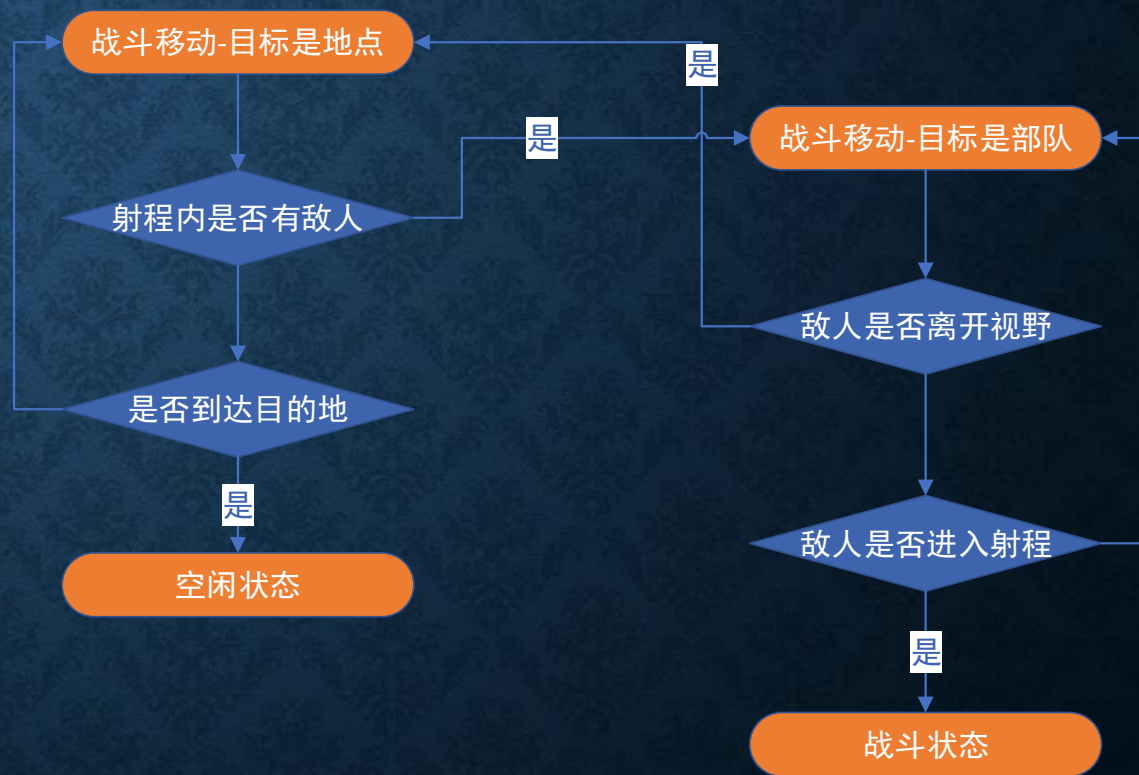 战斗移动-目标是地点
是
是
战斗移动-目标是部队
射程内是否有敌人
敌人是否离开视野
是否到达目的地
是
敌人是否进入射程
空闲状态
是
战斗状态